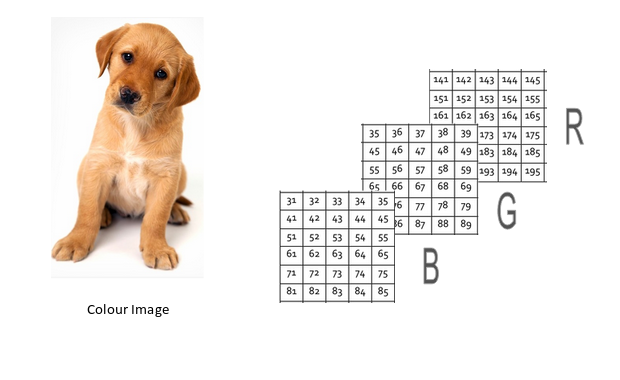 141 142 143 144 145
151 152 153 154 155
161 162 163 164 165
173 174 175
183 184 185
193 194 195
R
35 36 37 38 39
45 46 47 48 49
55 56 57 58 59
65 66 67 68 69
77 78 79
87 88 89
G
31 32 33 34 35
41 42 43 44 45
51 52 53 54 55
61 62 63 64 65
71 72 73 74 75
81 82 83 84 85
B
Colour Image